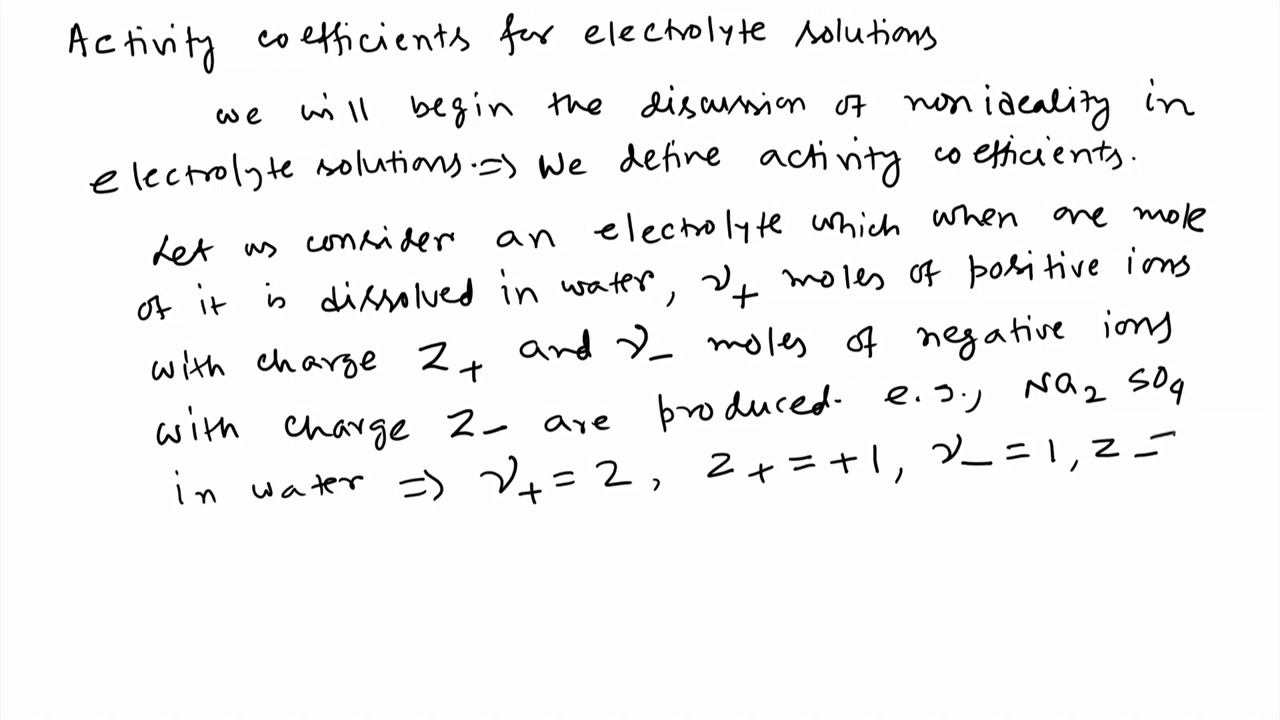 Activity coefficients for electrolyte solutions
we will begin the discussion of nonideality in
electrolyte solutions. => We define activity coefficients.
Let us consider an electrolyte which when one mole
of it is dissolved in water, ν₊ moles of positive ions
with charge Z₊ and ν₋ moles of negative ions
with charge Z₋ are produced. e.g., Na₂ SO₄
in water => ν₊ = 2, Z₊ = +1, ν₋ = 1, Z₋ =